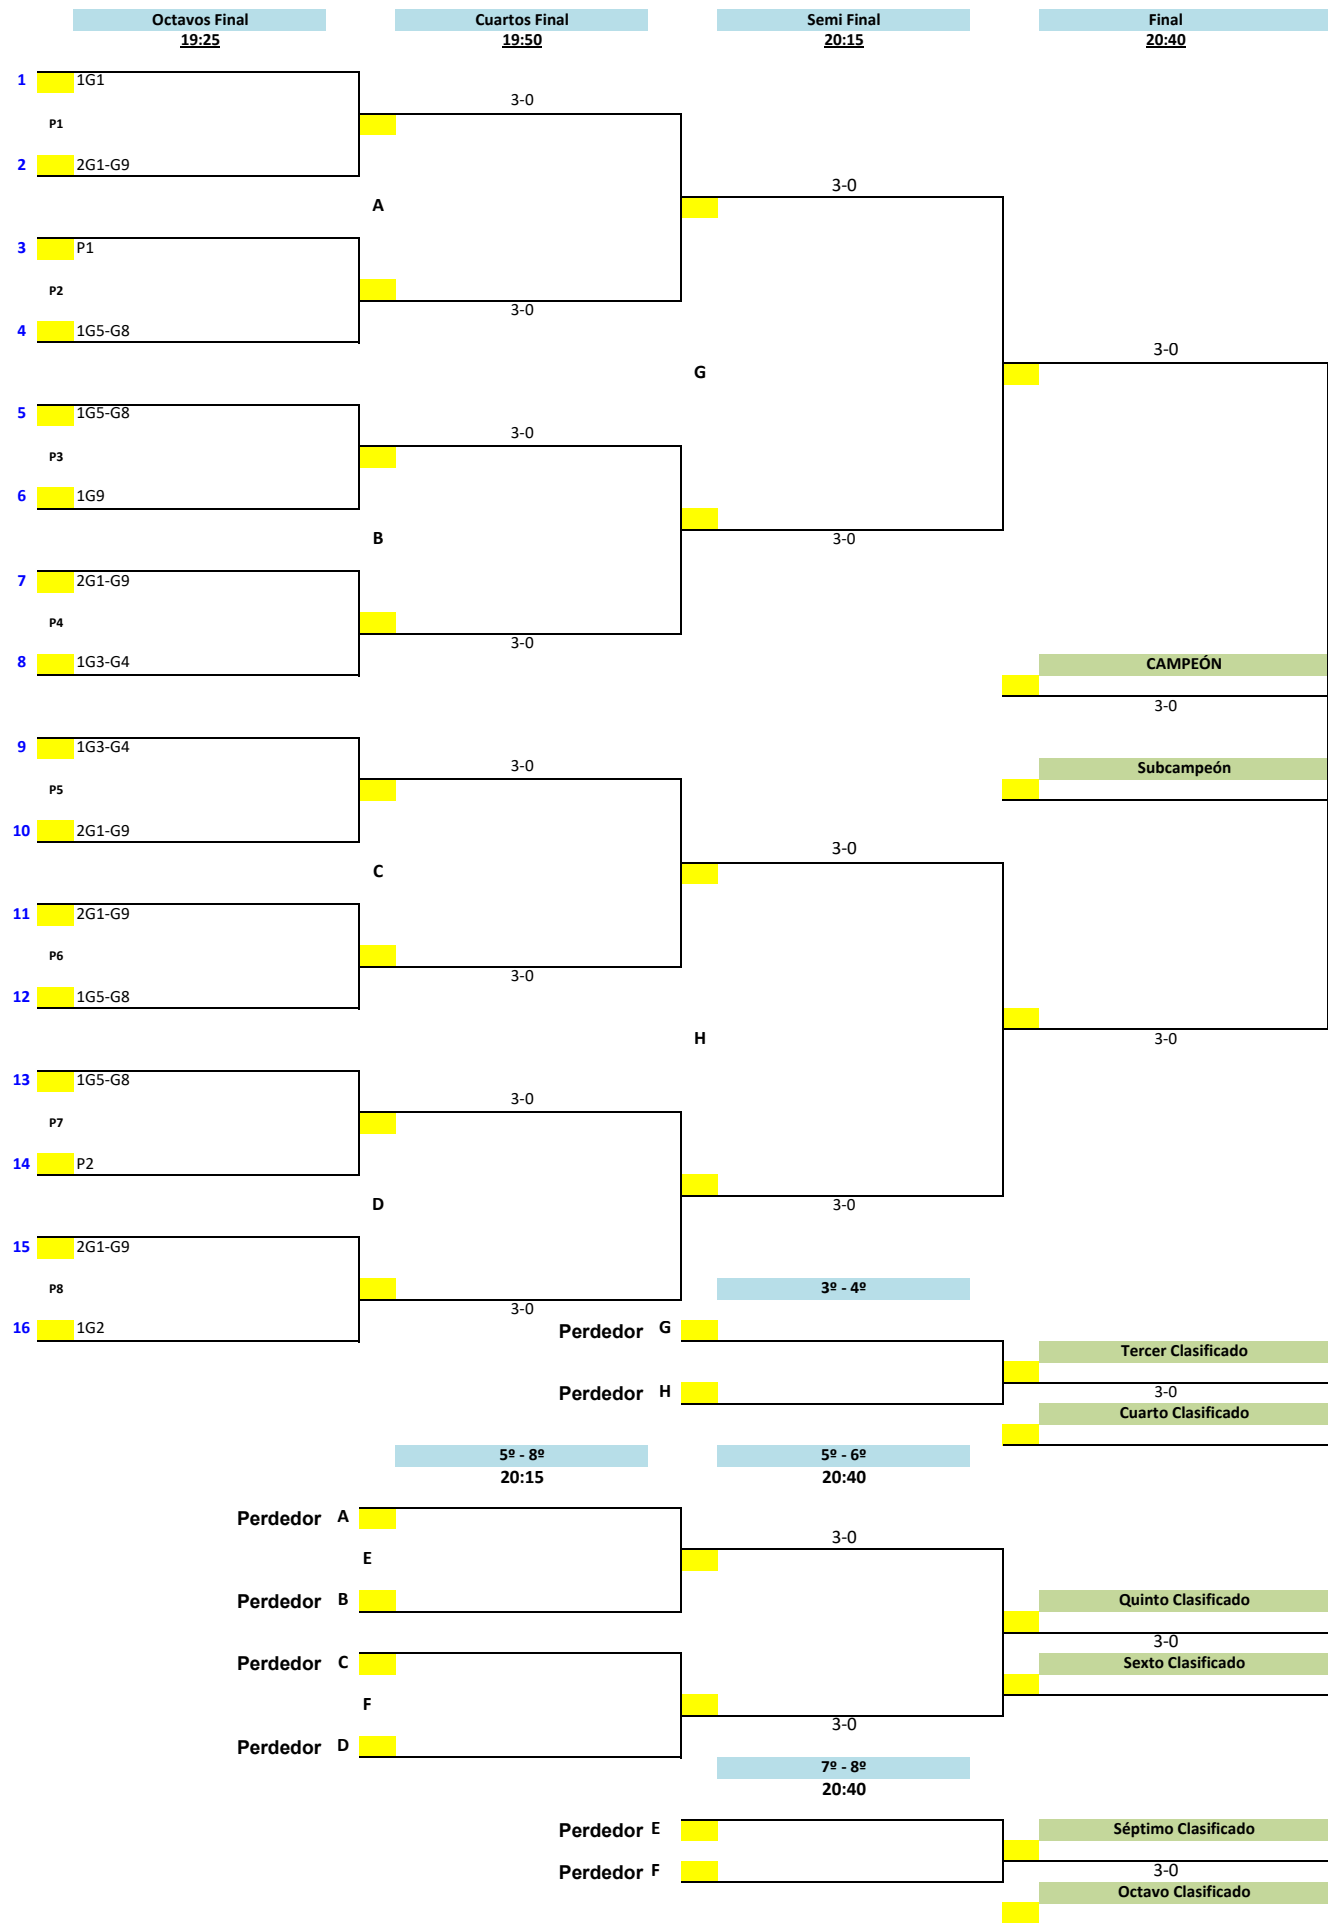 Octavos Final Cuartos Final Semi Final Final
19:25 19:50 20:15 20:40
1 1G1
3-0
P1
2 2G1-G9
3-0
A
3 P1
P2
3-0
4 1G5-G8
3-0
G
5 1G5-G8
3-0
P3
6 1G9
B 3-0
7 2G1-G9
P4
3-0
8 1G3-G4 CAMPEÓN
3-0
9 1G3-G4
3-0 Subcampeón
P5
10 2G1-G9
3-0
C
11 2G1-G9
P6
3-0
12 1G5-G8
H 3-0
13 1G5-G8
3-0
P7
14 P2
D 3-0
15 2G1-G9
P8 3º - 4º
3-0
16 1G2 Perdedor G
Tercer Clasificado
Perdedor H 3-0
Cuarto Clasificado
5º - 8º 5º - 6º
20:15 20:40
Perdedor A
3-0
E
Perdedor B Quinto Clasificado
3-0
Perdedor C Sexto Clasificado
F
3-0
Perdedor D
7º - 8º
20:40
Perdedor E Séptimo Clasificado
Perdedor F 3-0
Octavo Clasificado